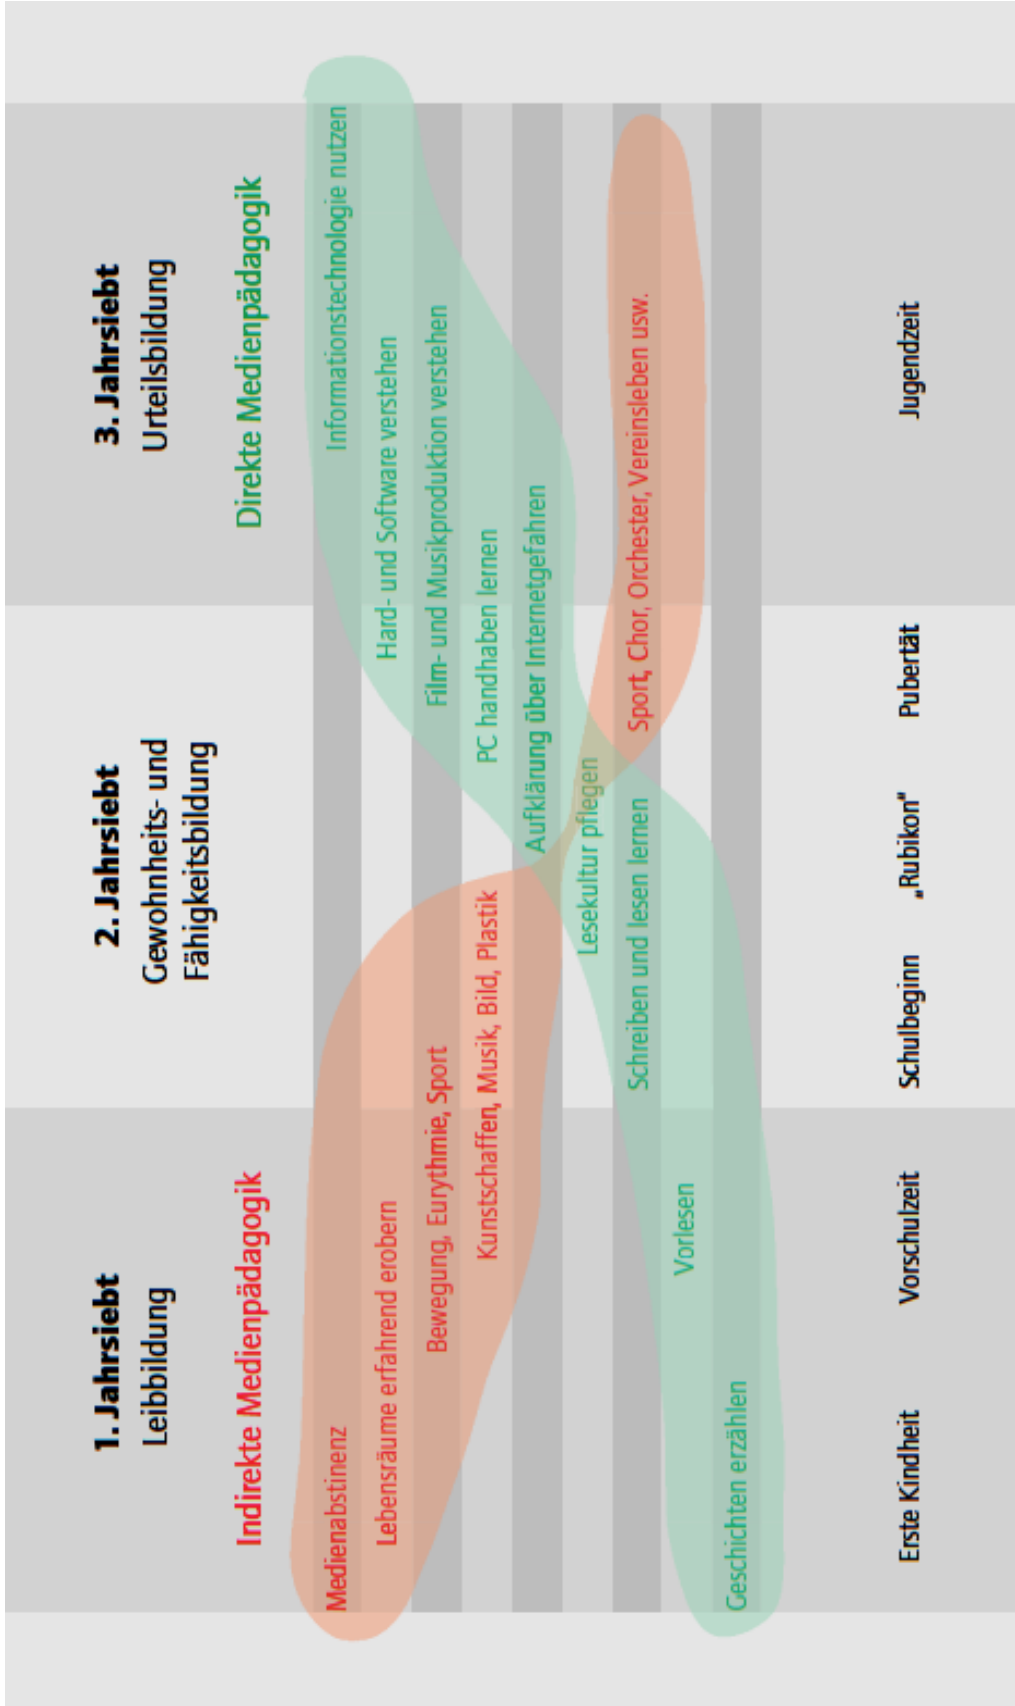 1. Jahrsiebt
Leibbildung
2. Jahrsiebt
Gewohnheits- und
Fähigkeitsbildung
3. Jahrsiebt
Urteilsbildung
Indirekte Medienpädagogik
Direkte Medienpädagogik
Medienabstinenz
Informationstechnologie nutzen
Lebensräume erfahrend erobern
Hard- und Software verstehen
Bewegung, Eurythmie, Sport
Film- und Musikproduktion verstehen
Kunstschaffen, Musik, Bild, Plastik
PC handhaben lernen
Aufklärung über Internetgefahren
Lesekultur pflegen
Schreiben und lesen lernen
Sport, Chor, Orchester, Vereinsleben usw.
Vorlesen
Geschichten erzählen
Erste Kindheit
Vorschulzeit
Schulbeginn
„Rubikon“
Pubertät
Jugendzeit